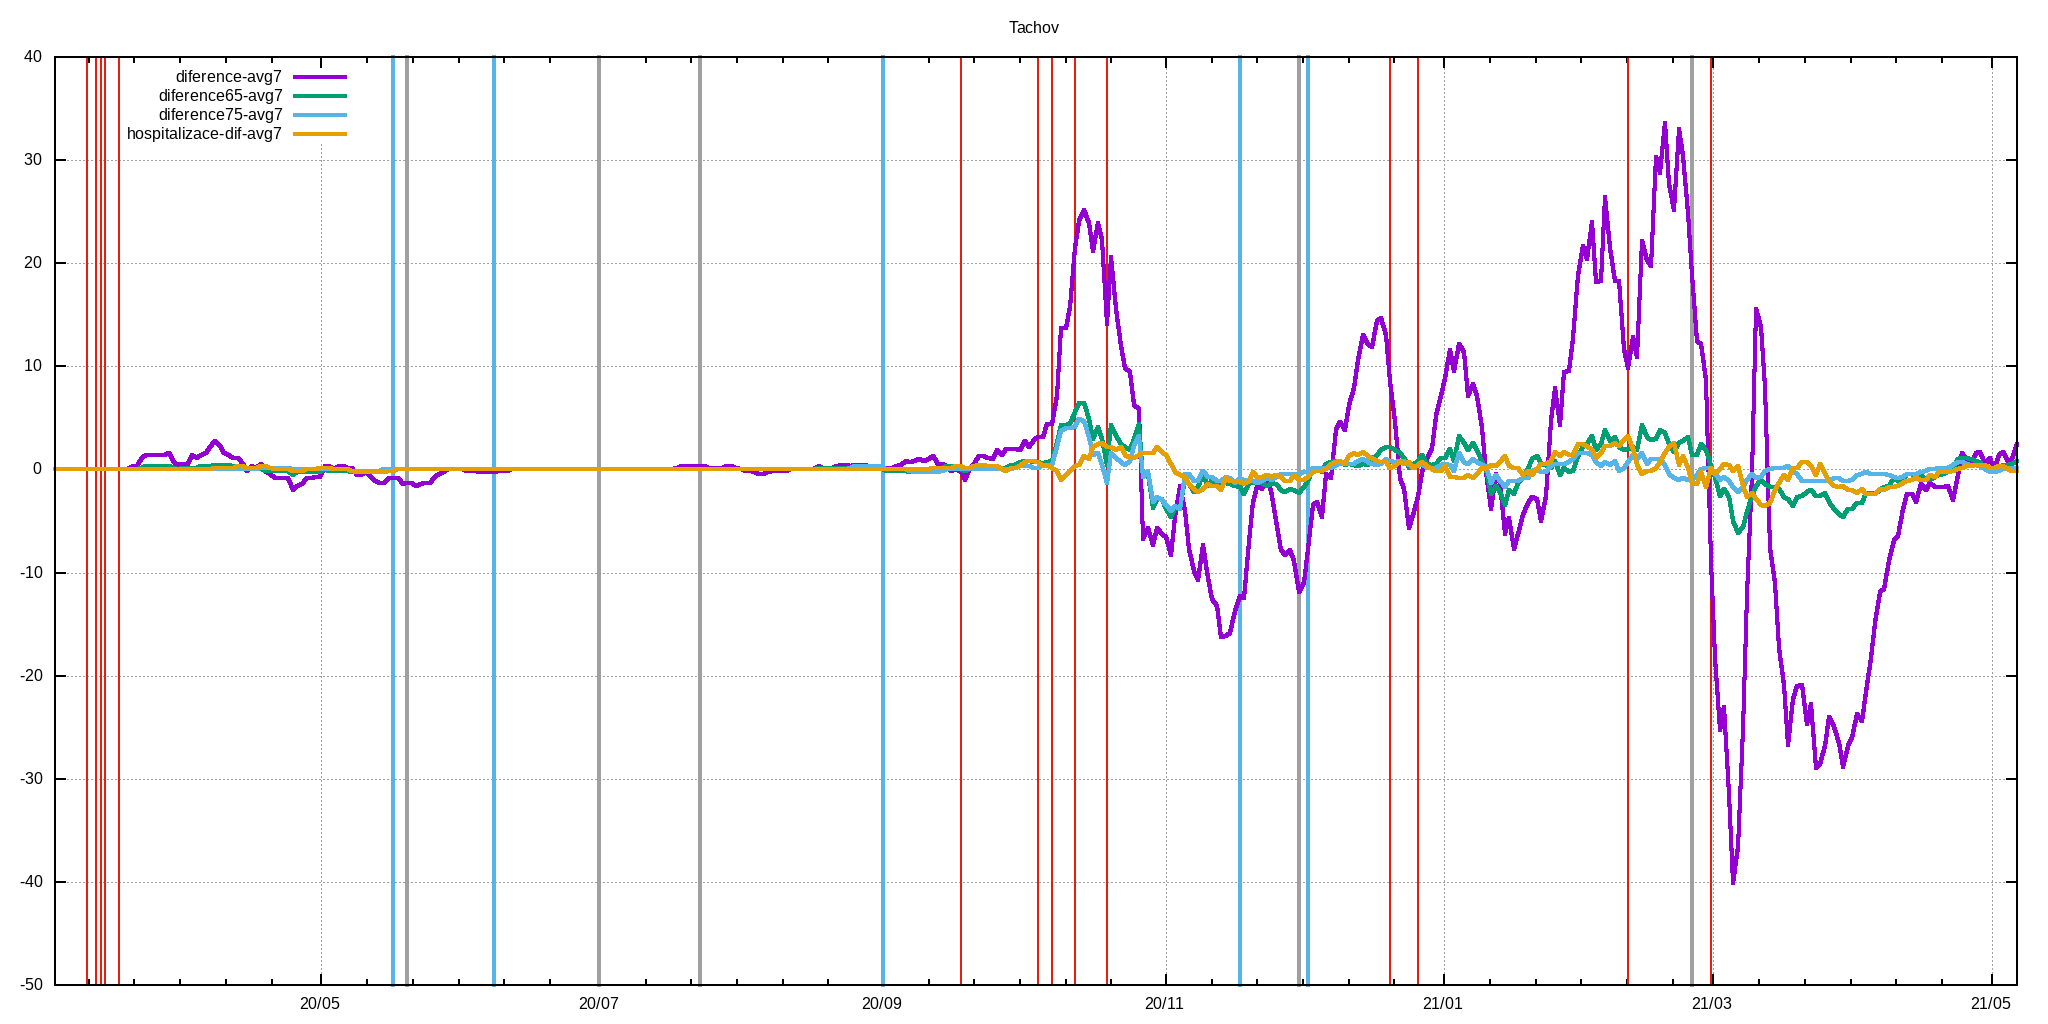 Tachov
diference-avg7
diference65-avg7
diference75-avg7
hospitalizace-dif-avg7
40
30
20
10
0
-10
-20
-30
-40
-50
20/05 20/07 20/09 20/11 21/01 21/03 21/05